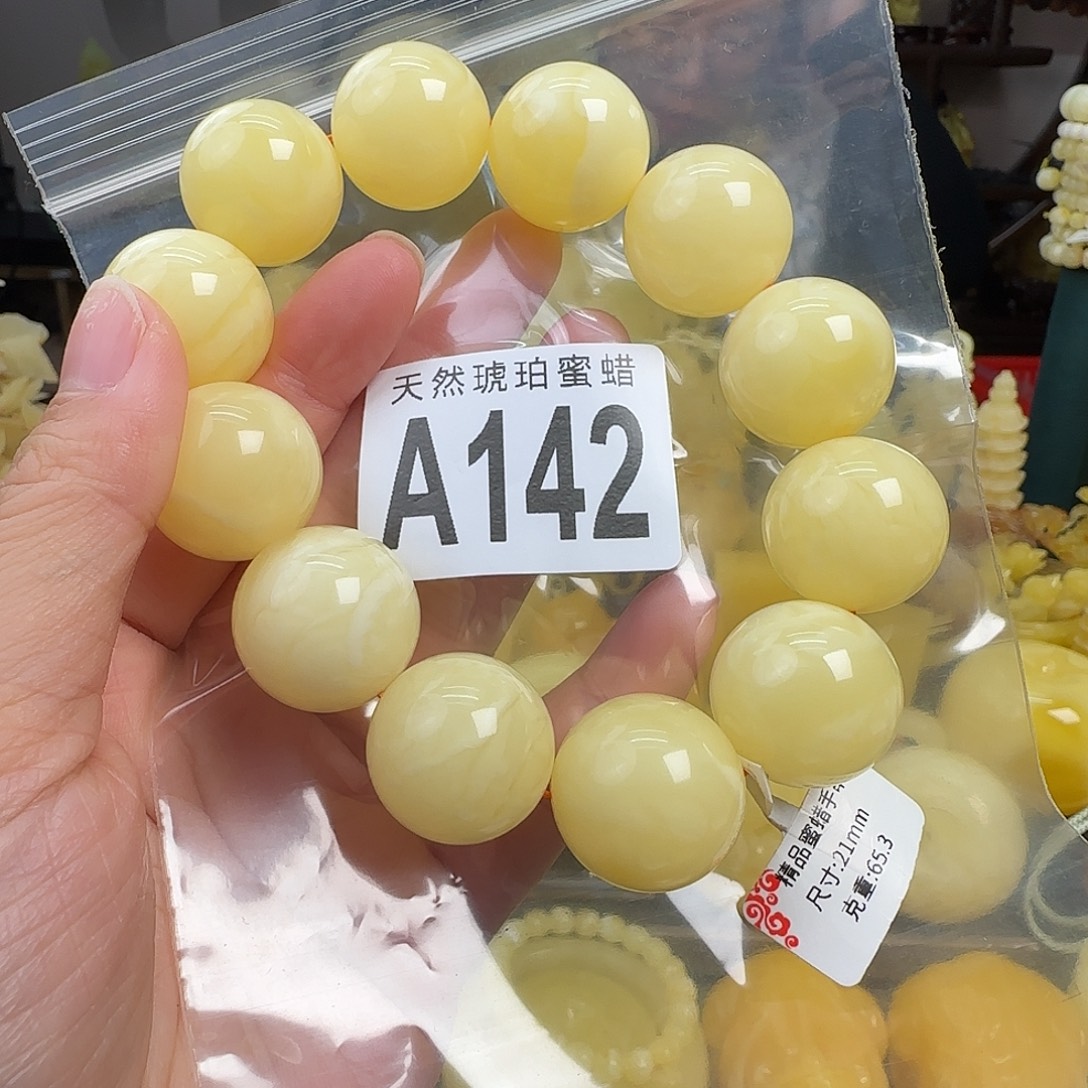 天然琥珀蜜蜡
A142
精品蜜蜡手
尺寸:21mm
克重:65.3